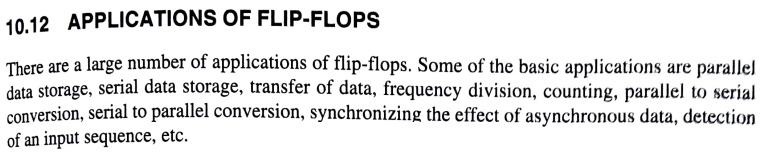 10.12 APPLICATIONS OF FLIP-FLOPS
There are a large number of applications of flip-flops. Some of the basic applications are parallel
data storage, serial data storage, transfer of data, frequency division, counting, parallel to serial
conversion, serial to parallel conversion, synchronizing the effect of asynchronous data, detection
of an input sequence, etc.